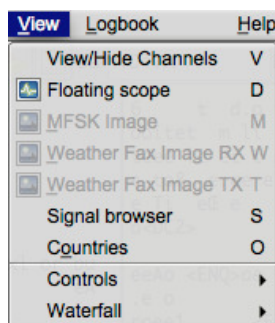 View Logbook Help
View/Hide Channels V
Floating scope D
MFSK Image M
Weather Fax Image RX W
Weather Fax Image TX T
Signal browser S
Countries O
Controls
Waterfall